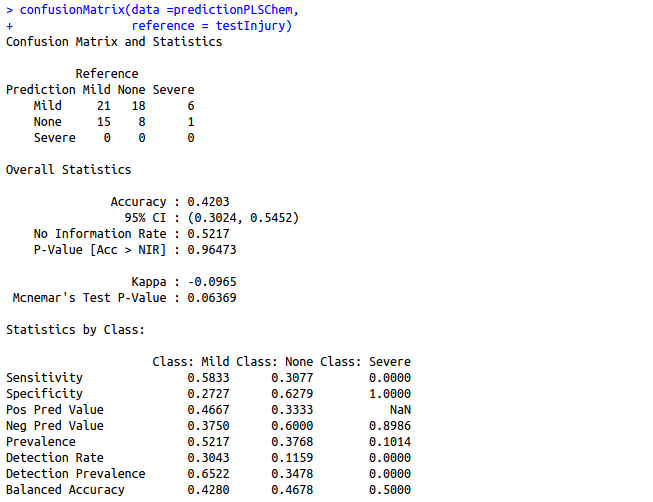 > confusionMatrix(data =predictionPLSChem,
+ reference = testInjury)
Confusion Matrix and Statistics
Reference
Prediction Mild None Severe
Mild 21 18 6
None 15 8 1
Severe 0 0 0
Overall Statistics
Accuracy : 0.4203
95% CI : (0.3024, 0.5452)
No Information Rate : 0.5217
P-Value [Acc > NIR] : 0.96473
Kappa : -0.0965
Mcnemar's Test P-Value : 0.06369
Statistics by Class:
Class: Mild Class: None Class: Severe
Sensitivity 0.5833 0.3077 0.0000
Specificity 0.2727 0.6279 1.0000
Pos Pred Value 0.4667 0.3333 NaN
Neg Pred Value 0.3750 0.6000 0.8986
Prevalence 0.5217 0.3768 0.1014
Detection Rate 0.3043 0.1159 0.0000
Detection Prevalence 0.6522 0.3478 0.0000
Balanced Accuracy 0.4280 0.4678 0.5000